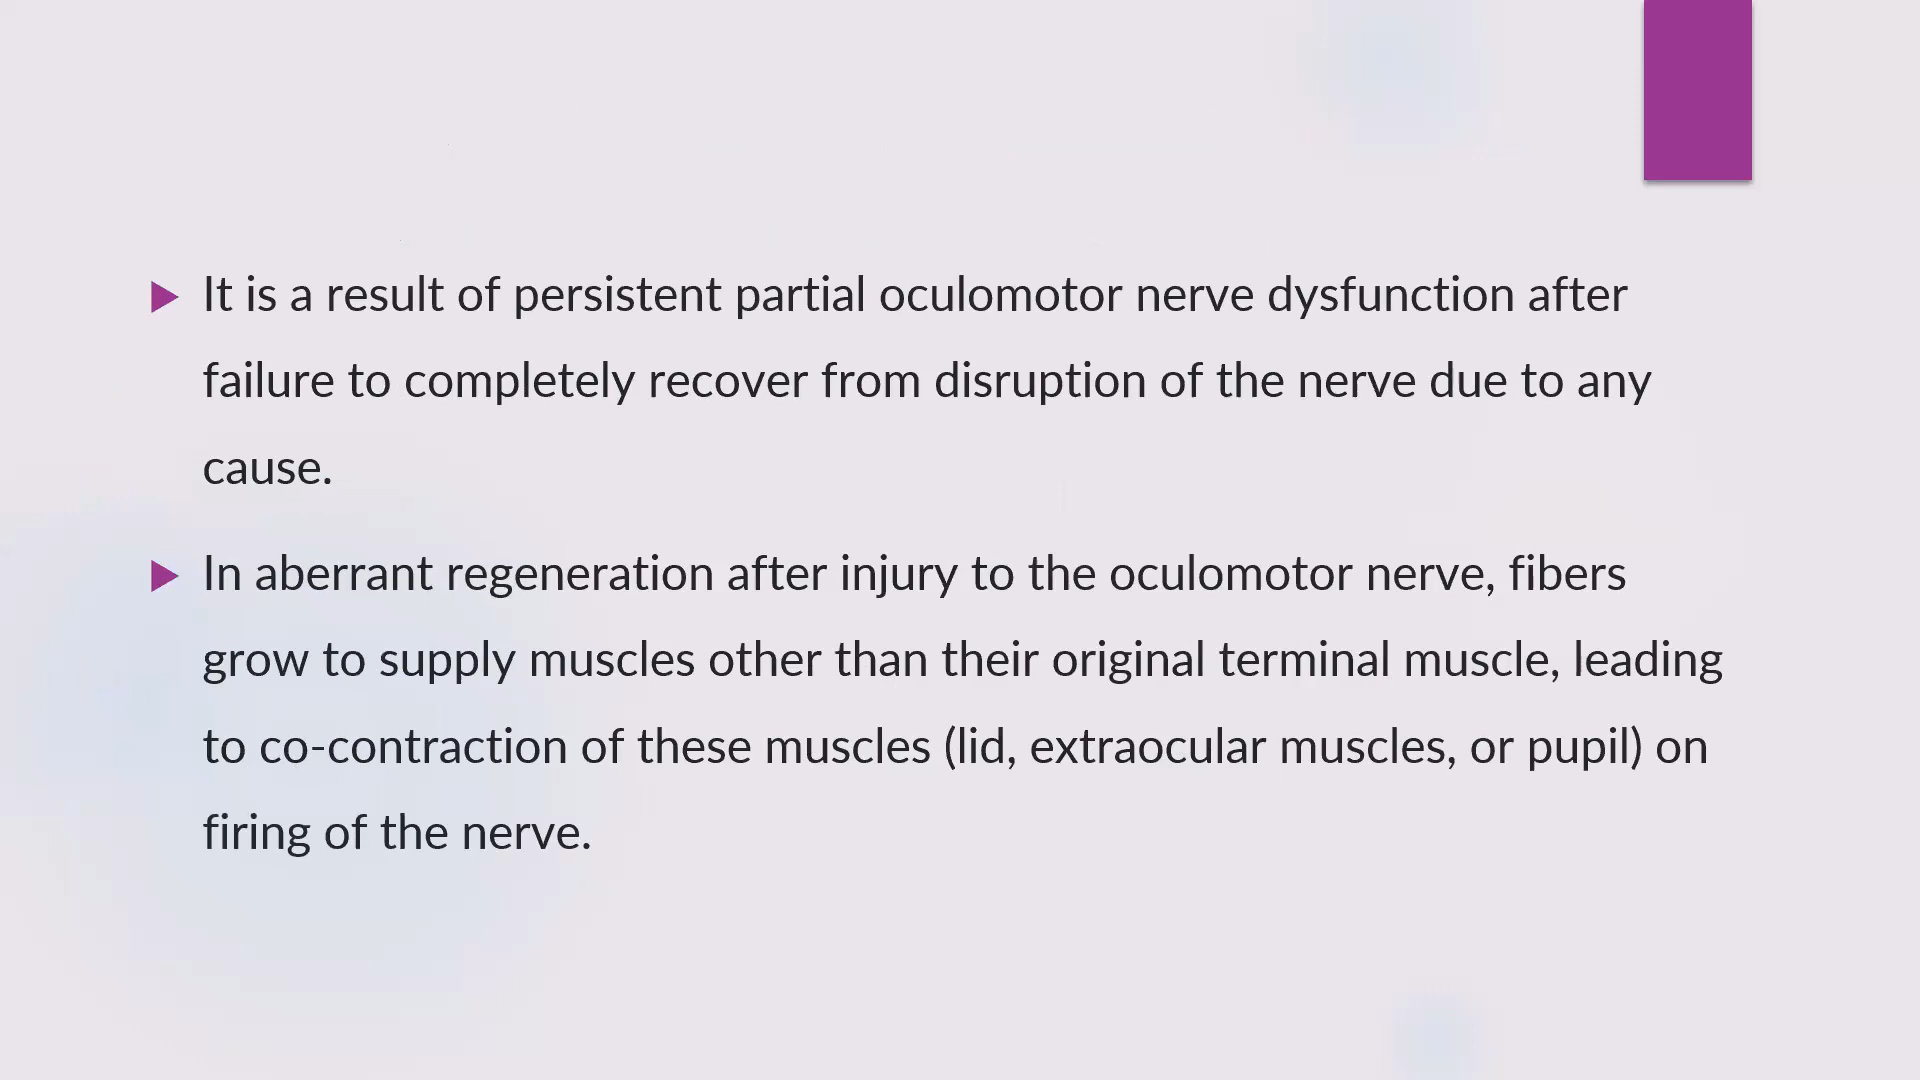 It is a result of persistent partial oculomotor nerve dysfunction after
failure to completely recover from disruption of the nerve due to any
cause.
In aberrant regeneration after injury to the oculomotor nerve, fibers
grow to supply muscles other than their original terminal muscle, leading
to co-contraction of these muscles (lid, extraocular muscles, or pupil) on
firing of the nerve.